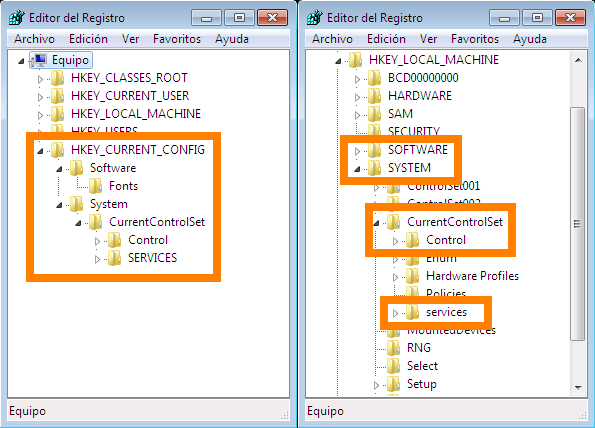 Editor del Registro
Archivo Edición Ver Favoritos Ayuda
Equipo
HKEY_CLASSES_ROOT
HKEY_CURRENT_USER
HKEY_LOCAL_MACHINE
HKEY_USERS
HKEY_CURRENT_CONFIG
Software
Fonts
System
CurrentControlSet
Control
SERVICES
Equipo
Editor del Registro
Archivo Edición Ver Favoritos Ayuda
HKEY_LOCAL_MACHINE
BCD00000000
HARDWARE
SAM
SECURITY
SOFTWARE
SYSTEM
ControlSet001
ControlSet002
CurrentControlSet
Control
Enum
Hardware Profiles
Policies
services
MountedDevices
RNG
Select
Setup
Equipo